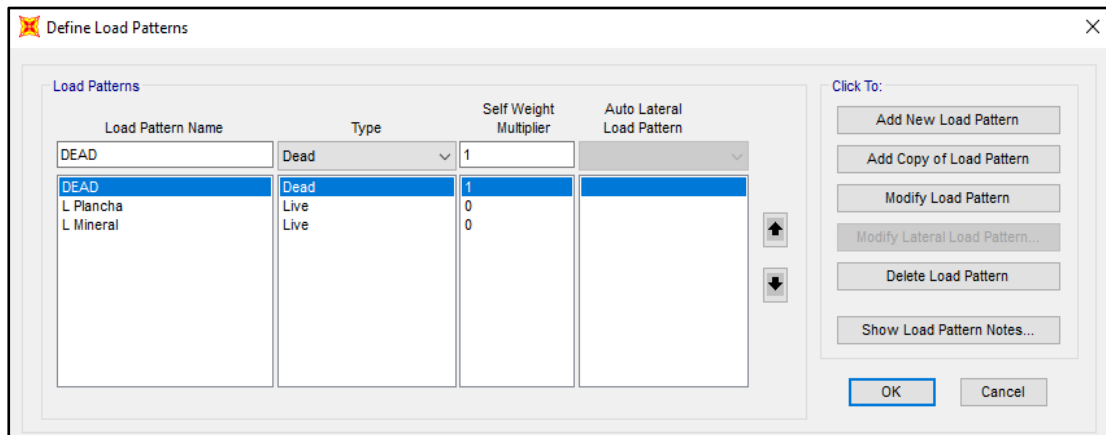 Define Load Patterns
Load Patterns
Load Pattern Name
Type
Self Weight
Multiplier
Auto Lateral
Load Pattern
DEAD Dead 1
DEAD Dead 1
L Plancha Live 0
L Mineral Live 0
Click To:
Add New Load Pattern
Add Copy of Load Pattern
Modify Load Pattern
Modify Lateral Load Pattern...
Delete Load Pattern
Show Load Pattern Notes...
OK Cancel